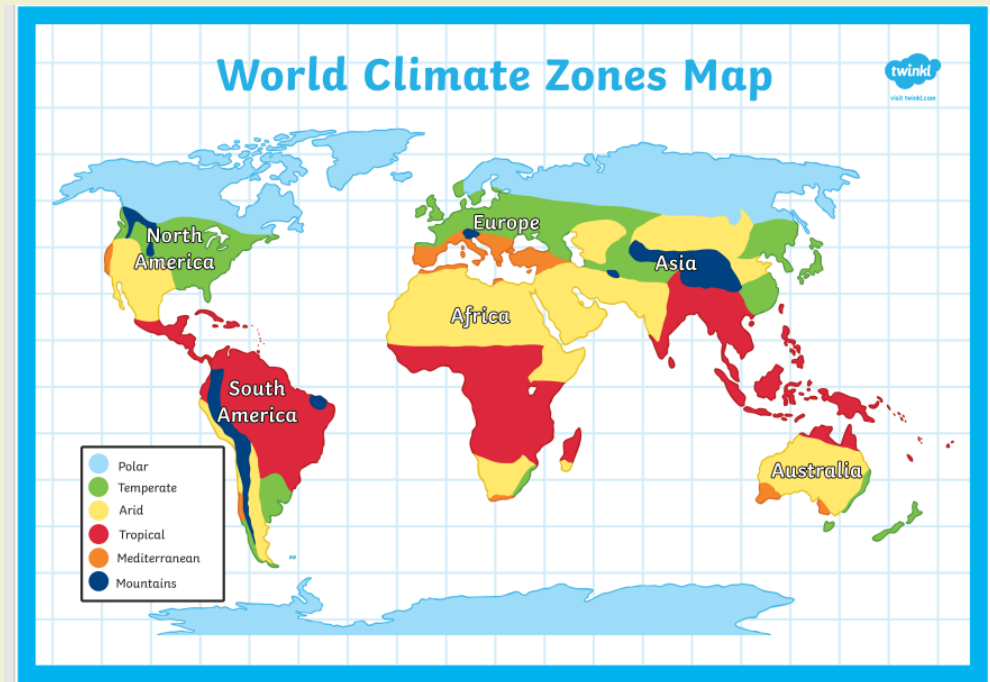 World Climate Zones Map
twinkl
visit twinkl.com
North
America
Europe
Asia
Africa
South
America
Australia
Polar
Temperate
Arid
Tropical
Mediterranean
Mountains